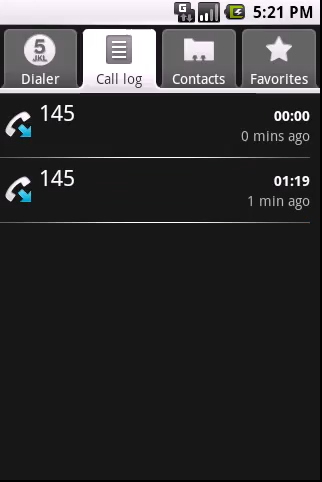 G
5:21 PM
5
JKL
Dialer
Call log
Contacts
Favorites
145
00:00
0 mins ago
145
01:19
1 min ago